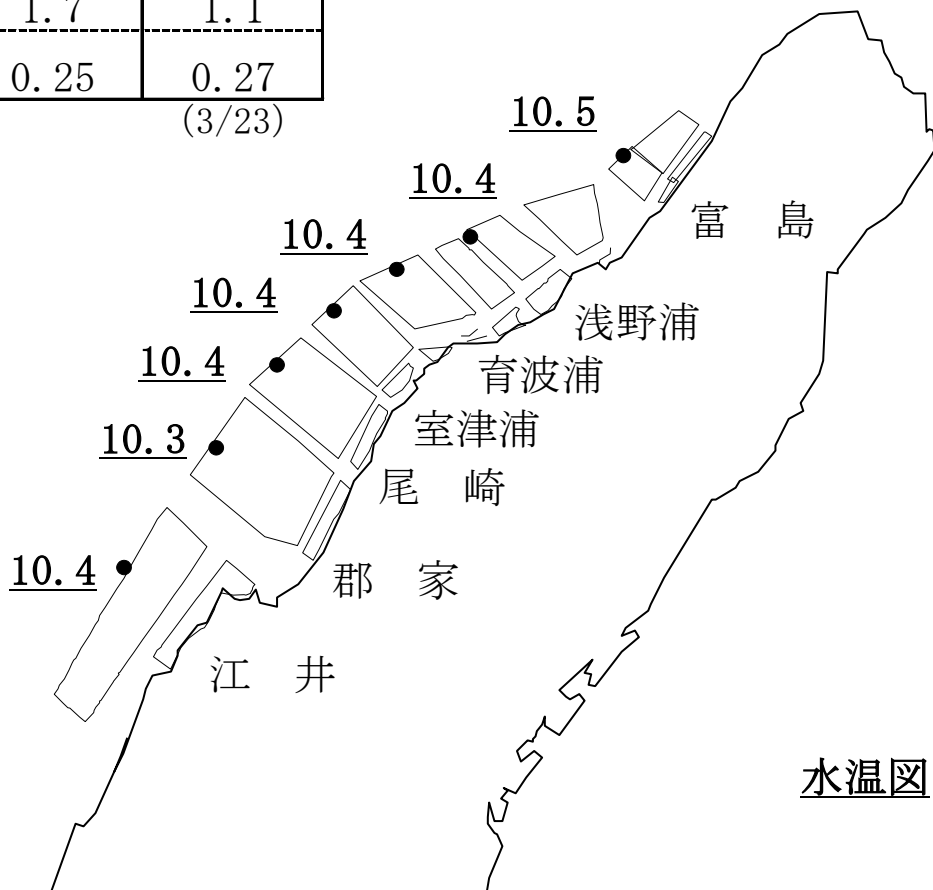 1.7 1.1
0.25 0.27
(3/23)
10.5
10.4
富 島
10.4
10.4
浅野浦
10.4
育波浦
室津浦
10.3
尾 崎
10.4
郡 家
江 井
水温図